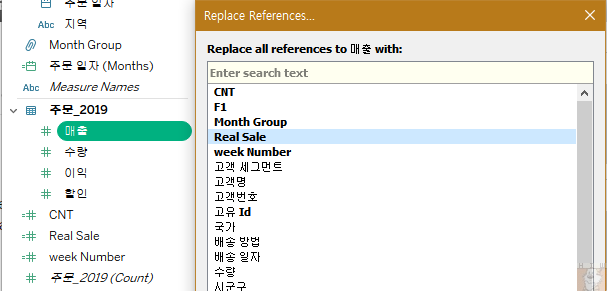 주문 일자
Abc 지역
Month Group
주문 일자 (Months)
Abc Measure Names
주문_2019
매출
수량
이익
할인
CNT
Real Sale
week Number
주문_2019 (Count)
Replace References...
Replace all references to 매출 with:
Enter search text
CNT
F1
Month Group
Real Sale
week Number
고객 세그먼트
고객명
고객번호
고유 Id
국가
배송 방법
배송 일자
수량
시군구